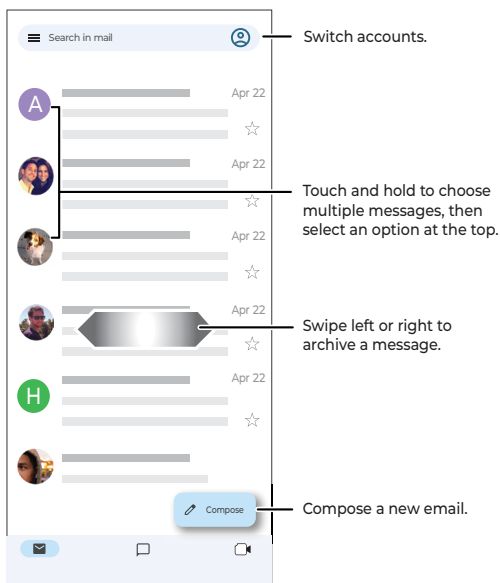 Search in mail
Switch accounts.
Apr 22
A
Apr 22
Touch and hold to choose
multiple messages, then
select an option at the top.
Apr 22
Apr 22
Swipe left or right to
archive a message.
Apr 22
H
Compose
Compose a new email.